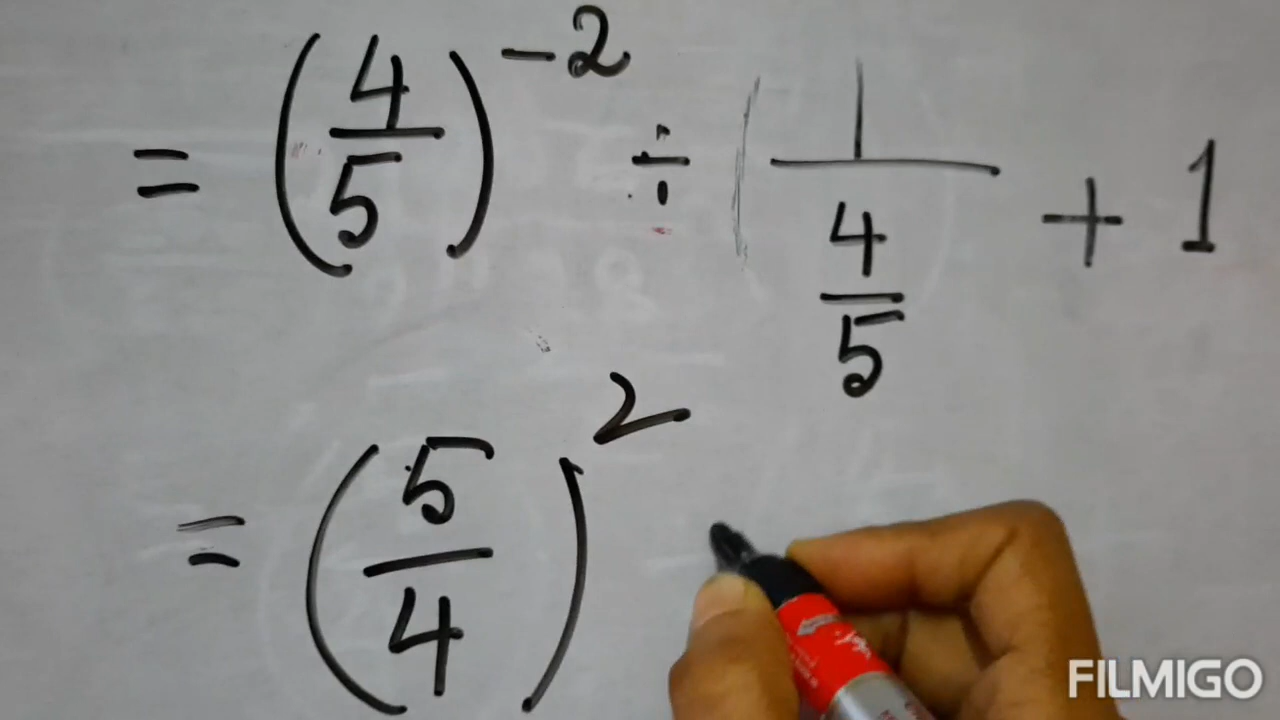 = (4/5)^-2 ÷ (1/(4/5) + 1
= (5/4)^2
FILMIGO